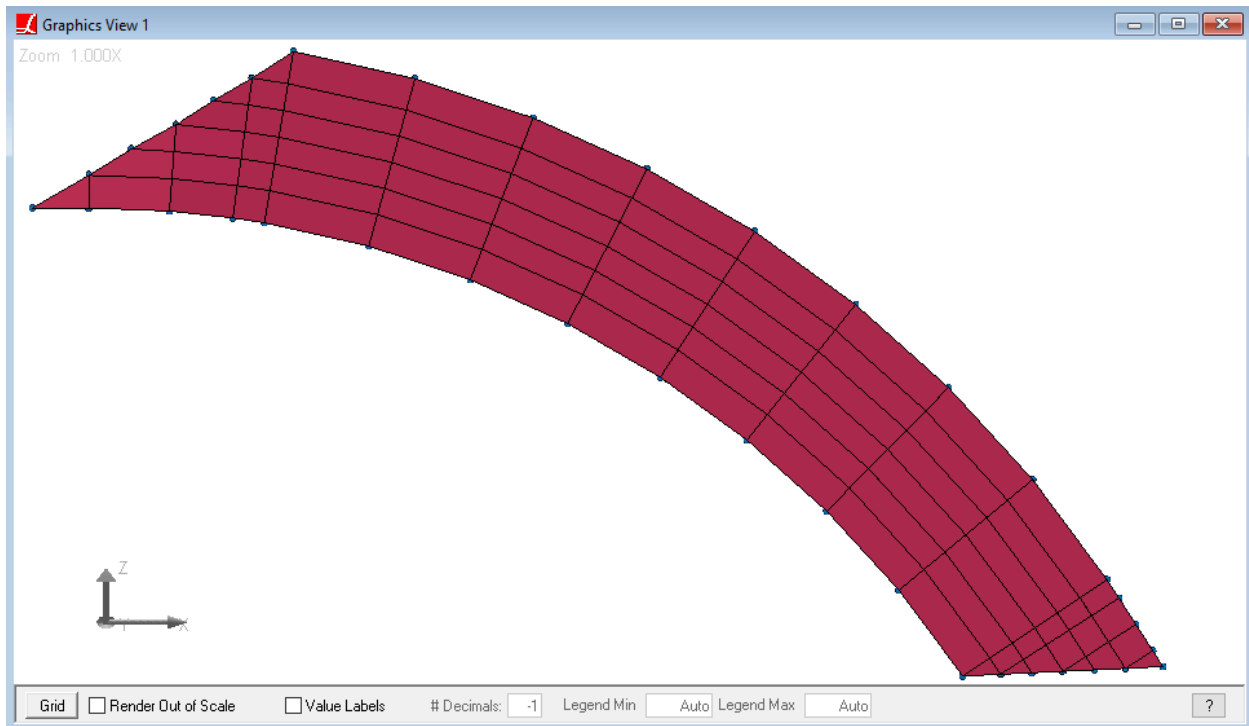 Graphics View 1
Zoom 1.000X
Z
X
Grid Render Out of Scale Value Labels # Decimals: -1 Legend Min Auto Legend Max Auto ?